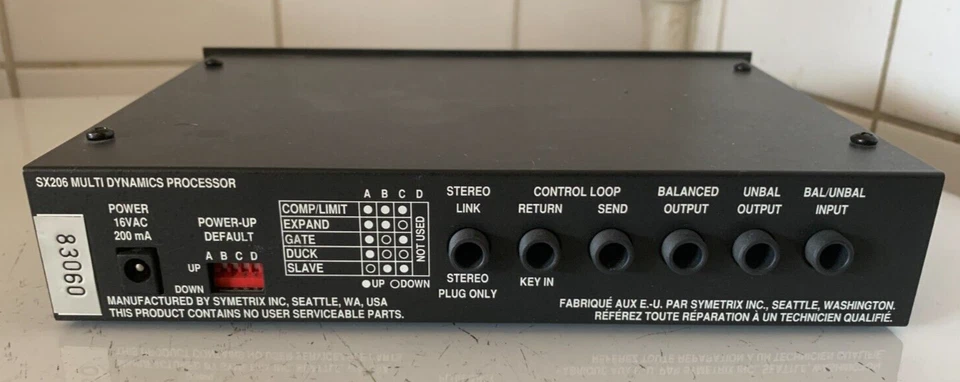 SX206 MULTI DYNAMICS PROCESSOR
POWER
16VAC
200 mA
POWER-UP
DEFAULT
A B C D
UP
DOWN
A B C D
COMP/LIMIT ● ● ●
EXPAND ● ● ○
GATE ● ○ ●
DUCK ● ○ ○
SLAVE ○ ● ●
NOT USED
●UP ○DOWN
STEREO
LINK
STEREO
PLUG ONLY
CONTROL LOOP
RETURN SEND
KEY IN
BALANCED
OUTPUT
UNBAL
OUTPUT
BAL/UNBAL
INPUT
83060
MANUFACTURED BY SYMETRIX INC, SEATTLE, WA, USA
THIS PRODUCT CONTAINS NO USER SERVICEABLE PARTS.
FABRIQUÉ AUX E.-U. PAR SYMETRIX INC., SEATTLE, WASHINGTON.
RÉFÉREZ TOUTE RÉPARATION À UN TECHNICIEN QUALIFIÉ.